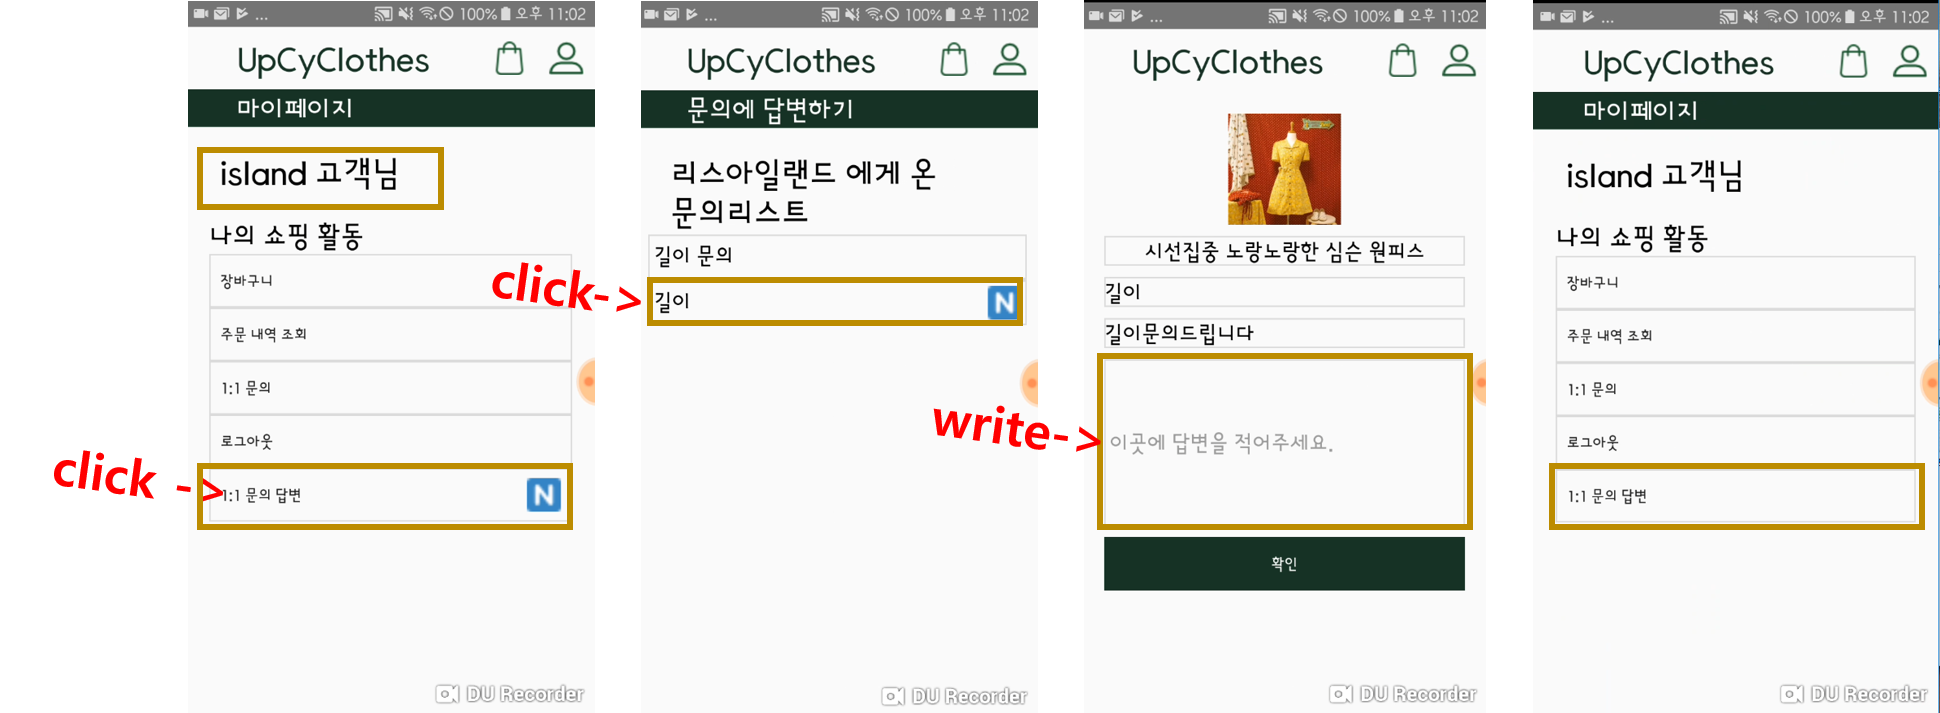 ... 100% 오후 11:02
UpCyClothes
마이페이지
island 고객님
나의 쇼핑 활동
장바구니
주문 내역 조회
1:1 문의
로그아웃
click ->
1:1 문의 답변
N
DU Recorder
... 100% 오후 11:02
UpCyClothes
문의에 답변하기
리스아일랜드 에게 온
문의리스트
길이 문의
click->
길이
N
DU Recorder
... 100% 오후 11:02
UpCyClothes
시선집중 노랑노랑한 심슨 원피스
길이
길이문의드립니다
write->
이곳에 답변을 적어주세요.
확인
DU Recorder
... 100% 오후 11:02
UpCyClothes
마이페이지
island 고객님
나의 쇼핑 활동
장바구니
주문 내역 조회
1:1 문의
로그아웃
1:1 문의 답변
DU Recorder